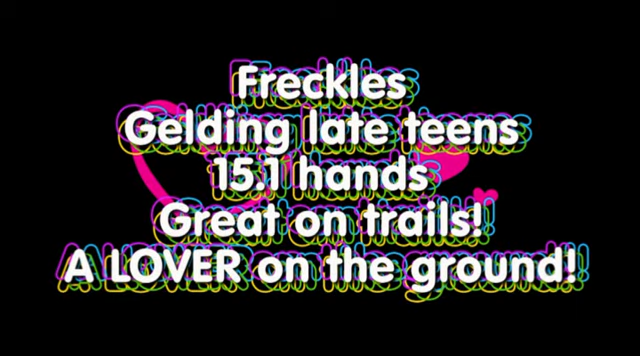 Freckles
Gelding late teens
15.1 hands
Great on trails!
A LOVER on the ground!